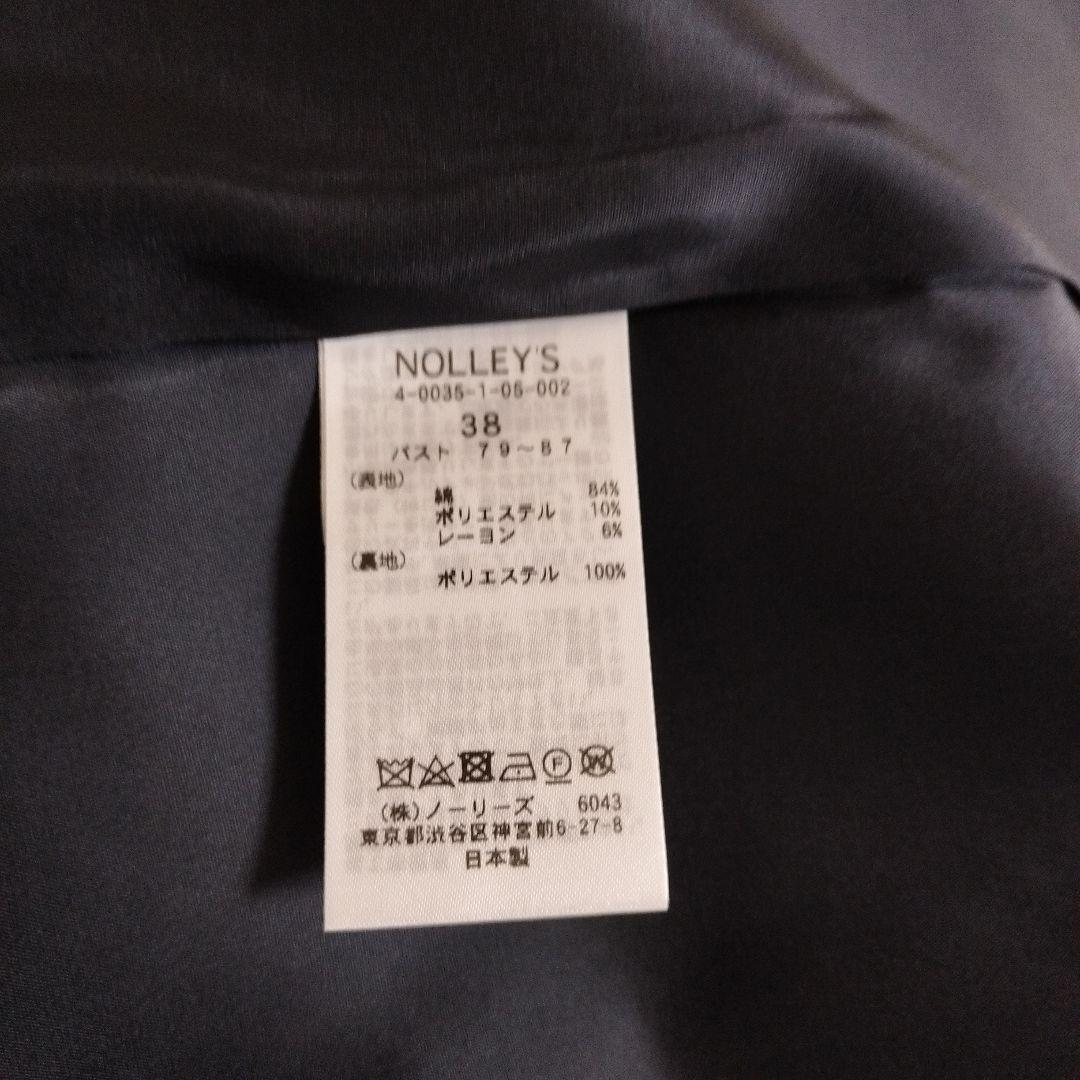 NOLLEY'S
4-0035-1-05-002
38
バスト 79~87
(表地)
綿 84%
ポリエステル 10%
レーヨン 6%
(裏地)
ポリエステル 100%
F W
(株)ノーリーズ 6043
東京都渋谷区神宮前6-27-8
日本製